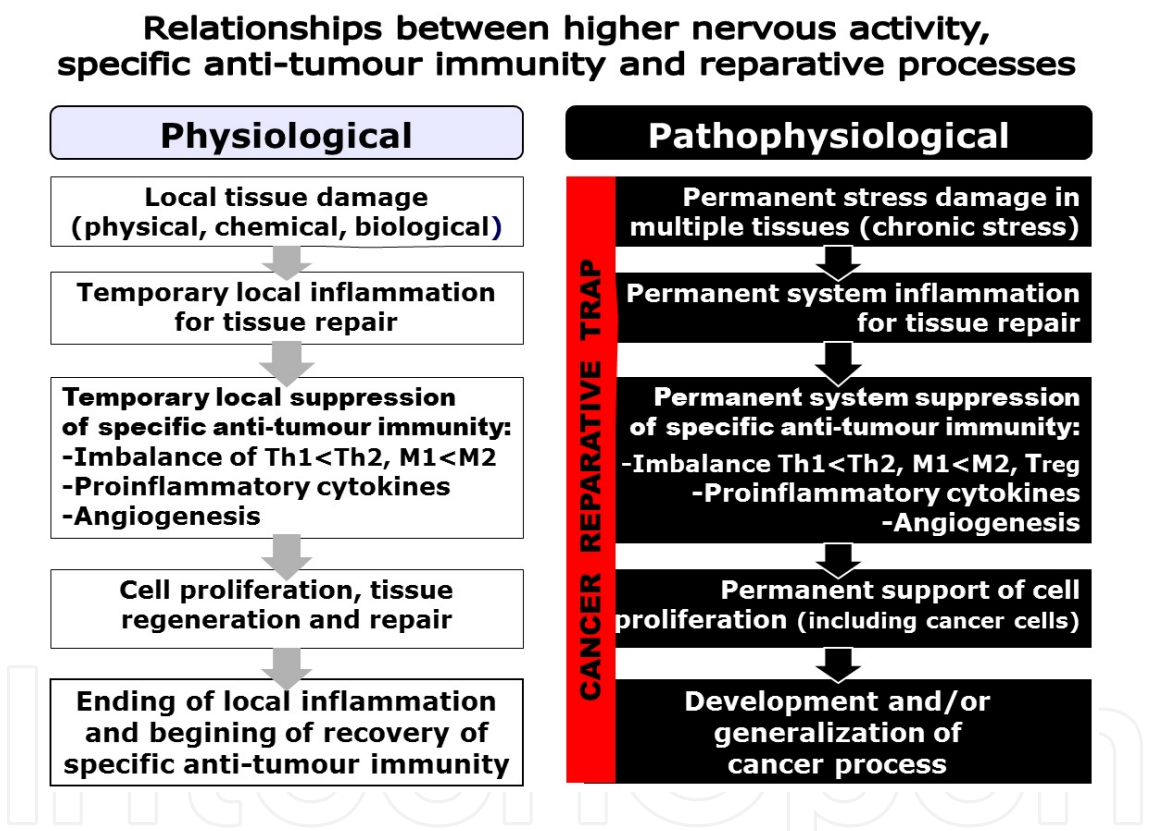 Relationships between higher nervous activity,
specific anti-tumour immunity and reparative processes
Physiological
Local tissue damage
(physical, chemical, biological)
Temporary local inflammation
for tissue repair
Temporary local suppression
of specific anti-tumour immunity:
-Imbalance of Th1<Th2, M1<M2
-Proinflammatory cytokines
-Angiogenesis
Cell proliferation, tissue
regeneration and repair
Ending of local inflammation
and begining of recovery of
specific anti-tumour immunity
Pathophysiological
CANCER REPARATIVE TRAP
Permanent stress damage in
multiple tissues (chronic stress)
Permanent system inflammation
for tissue repair
Permanent system suppression
of specific anti-tumour immunity:
-Imbalance Th1<Th2, M1<M2, Treg
-Proinflammatory cytokines
-Angiogenesis
Permanent support of cell
proliferation (including cancer cells)
Development and/or
generalization of
cancer process
IntechOpen